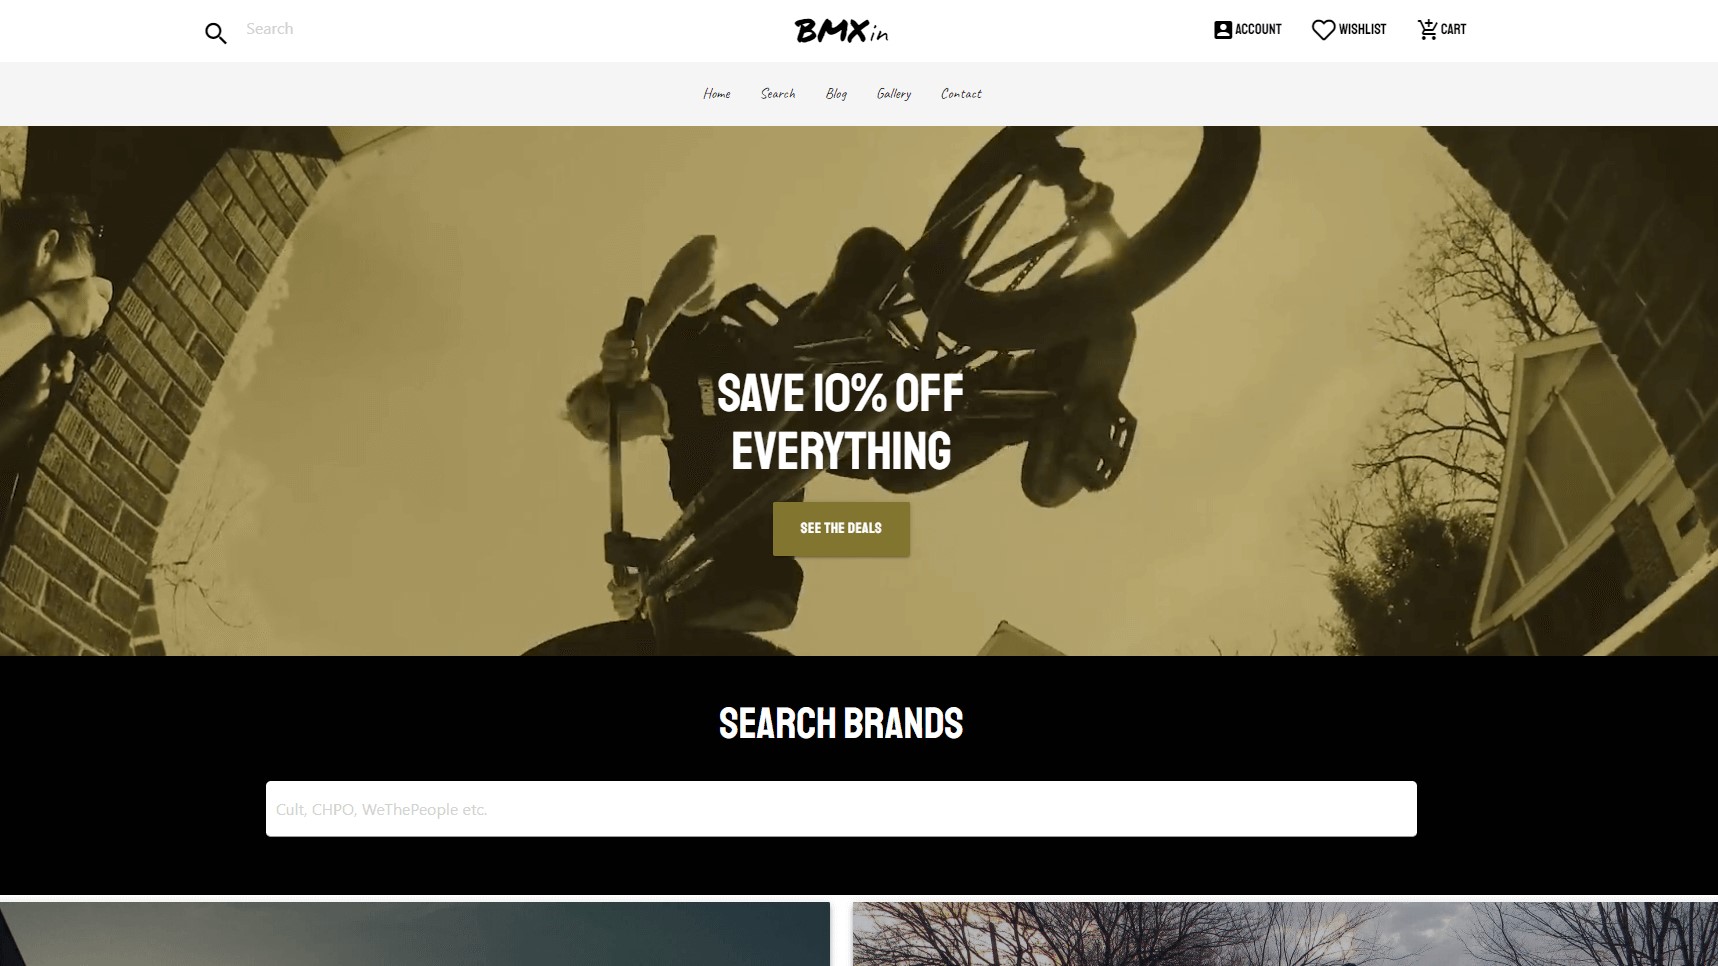 Search
BMXin
ACCOUNT
WISHLIST
CART
Home
Search
Blog
Gallery
Contact
SAVE 10% OFF
EVERYTHING
SEE THE DEALS
SEARCH BRANDS
Cult, CHPO, WeThePeople etc.